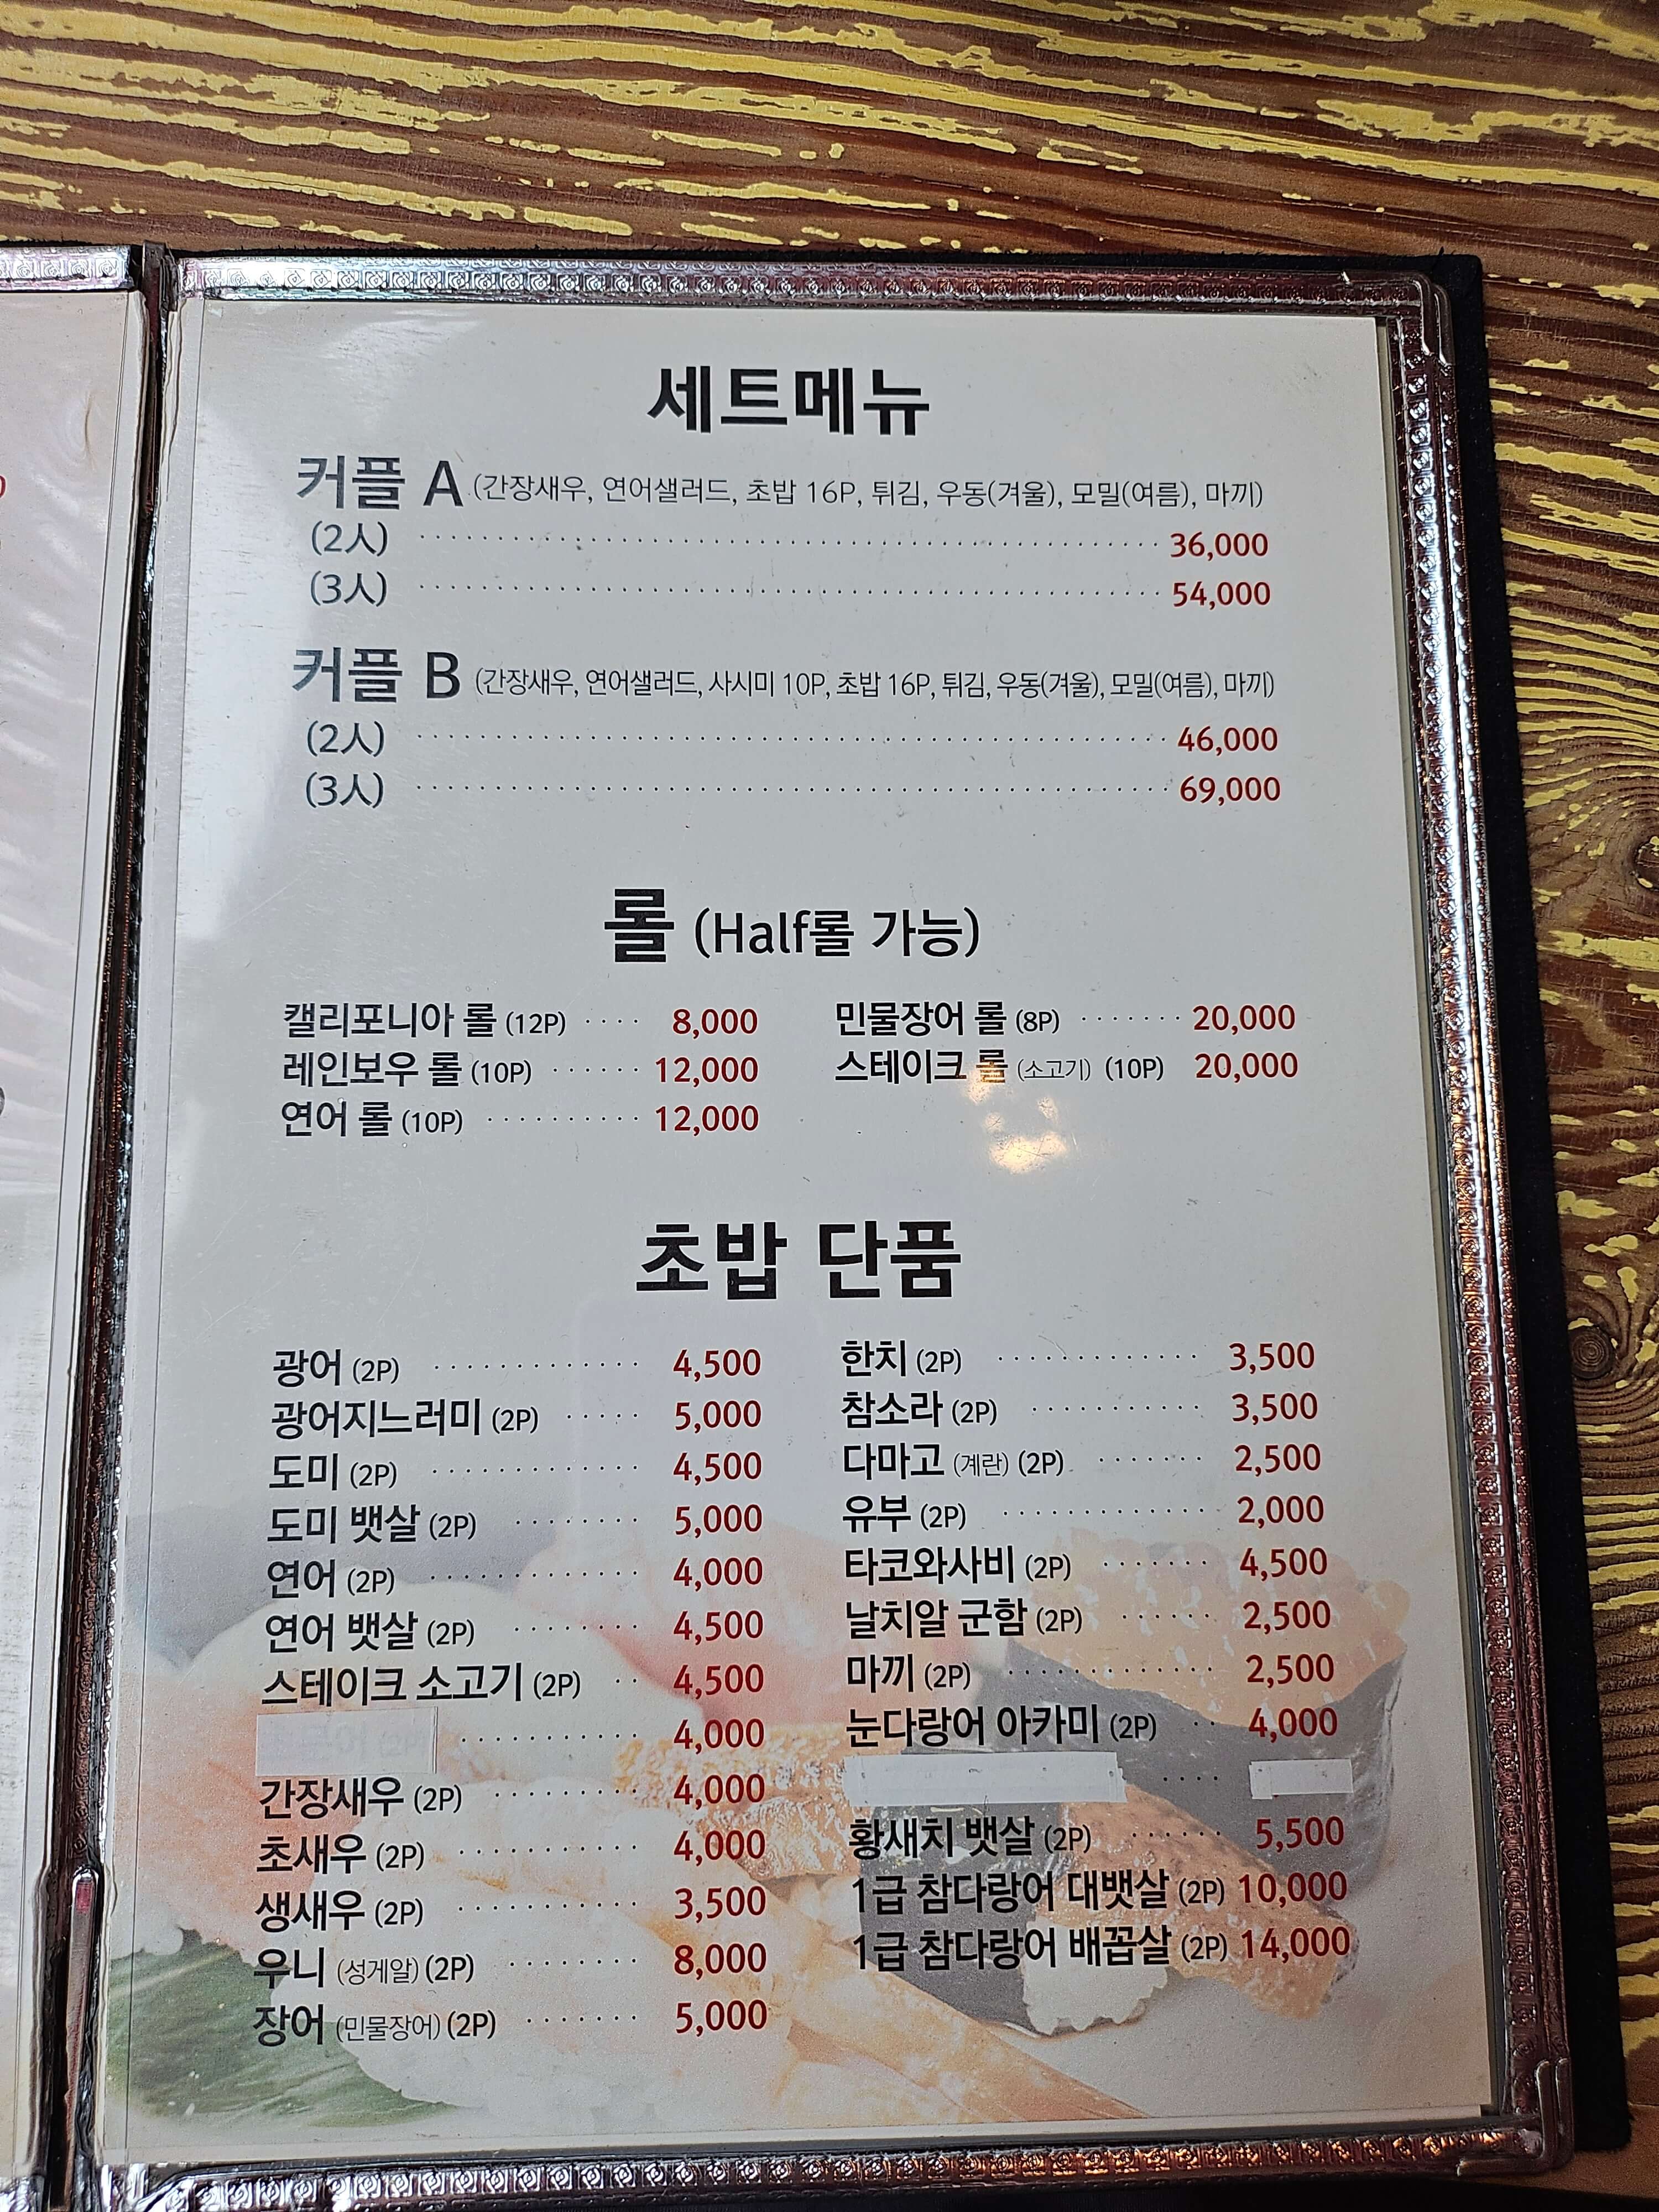 세트메뉴
커플 A (간장새우, 연어샐러드, 초밥 16P, 튀김, 우동(겨울), 모밀(여름), 마끼)
(2人) 36,000
(3人) 54,000
커플 B (간장새우, 연어샐러드, 사시미 10P, 초밥 16P, 튀김, 우동(겨울), 모밀(여름), 마끼)
(2人) 46,000
(3人) 69,000
롤 (Half롤 가능)
캘리포니아 롤 (12P) 8,000
레인보우 롤 (10P) 12,000
연어 롤 (10P) 12,000
민물장어 롤 (8P) 20,000
스테이크 롤 (소고기) (10P) 20,000
초밥 단품
광어 (2P) 4,500
광어지느러미 (2P) 5,000
도미 (2P) 4,500
도미 뱃살 (2P) 5,000
연어 (2P) 4,000
연어 뱃살 (2P) 4,500
스테이크 소고기 (2P) 4,500
4,000
간장새우 (2P) 4,000
초새우 (2P) 4,000
생새우 (2P) 3,500
우니 (성게알) (2P) 8,000
장어 (민물장어) (2P) 5,000
한치 (2P) 3,500
참소라 (2P) 3,500
다마고 (계란) (2P) 2,500
유부 (2P) 2,000
타코와사비 (2P) 4,500
날치알 군함 (2P) 2,500
마끼 (2P) 2,500
눈다랑어 아카미 (2P) 4,000
황새치 뱃살 (2P) 5,500
1급 참다랑어 대뱃살 (2P) 10,000
1급 참다랑어 배꼽살 (2P) 14,000